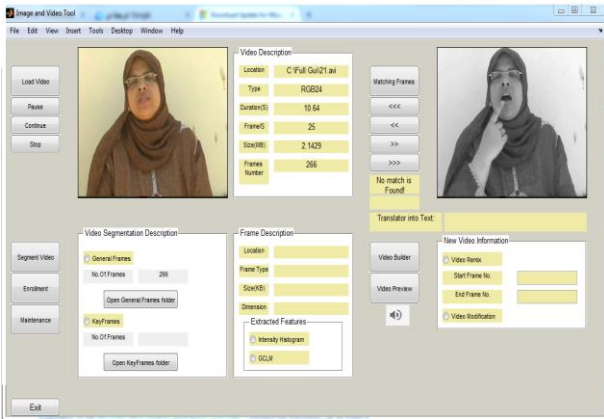 Image and Video Tool
File Edit View Insert Tools Desktop Window Help
Load Video
Pause
Continue
Stop
Video Description
Location C:\Full Gui\21.avi
Type RGB24
Duration(S) 10.64
Frame/S 25
Size(MB) 2.1429
Frames
Number 266
Matching Frames
<<<
<<
>>
>>>
No match is
Found!
Translator into Text:
Segment Video
Enrollment
Maintenance
Exit
Video Segmentation Description
General Frames
No.Of.Frames 266
Open General Frames folder
KeyFrames
No.Of.Frames
Open KeyFrames folder
Frame Description
Location
Frame Type
Size(KB)
Dimension
Extracted Features
Intensity Histogram
GCLM
Video Builder
Video Preview
New Video Information
Video Remix
Start Frame No.
End Frame No.
Video Modification